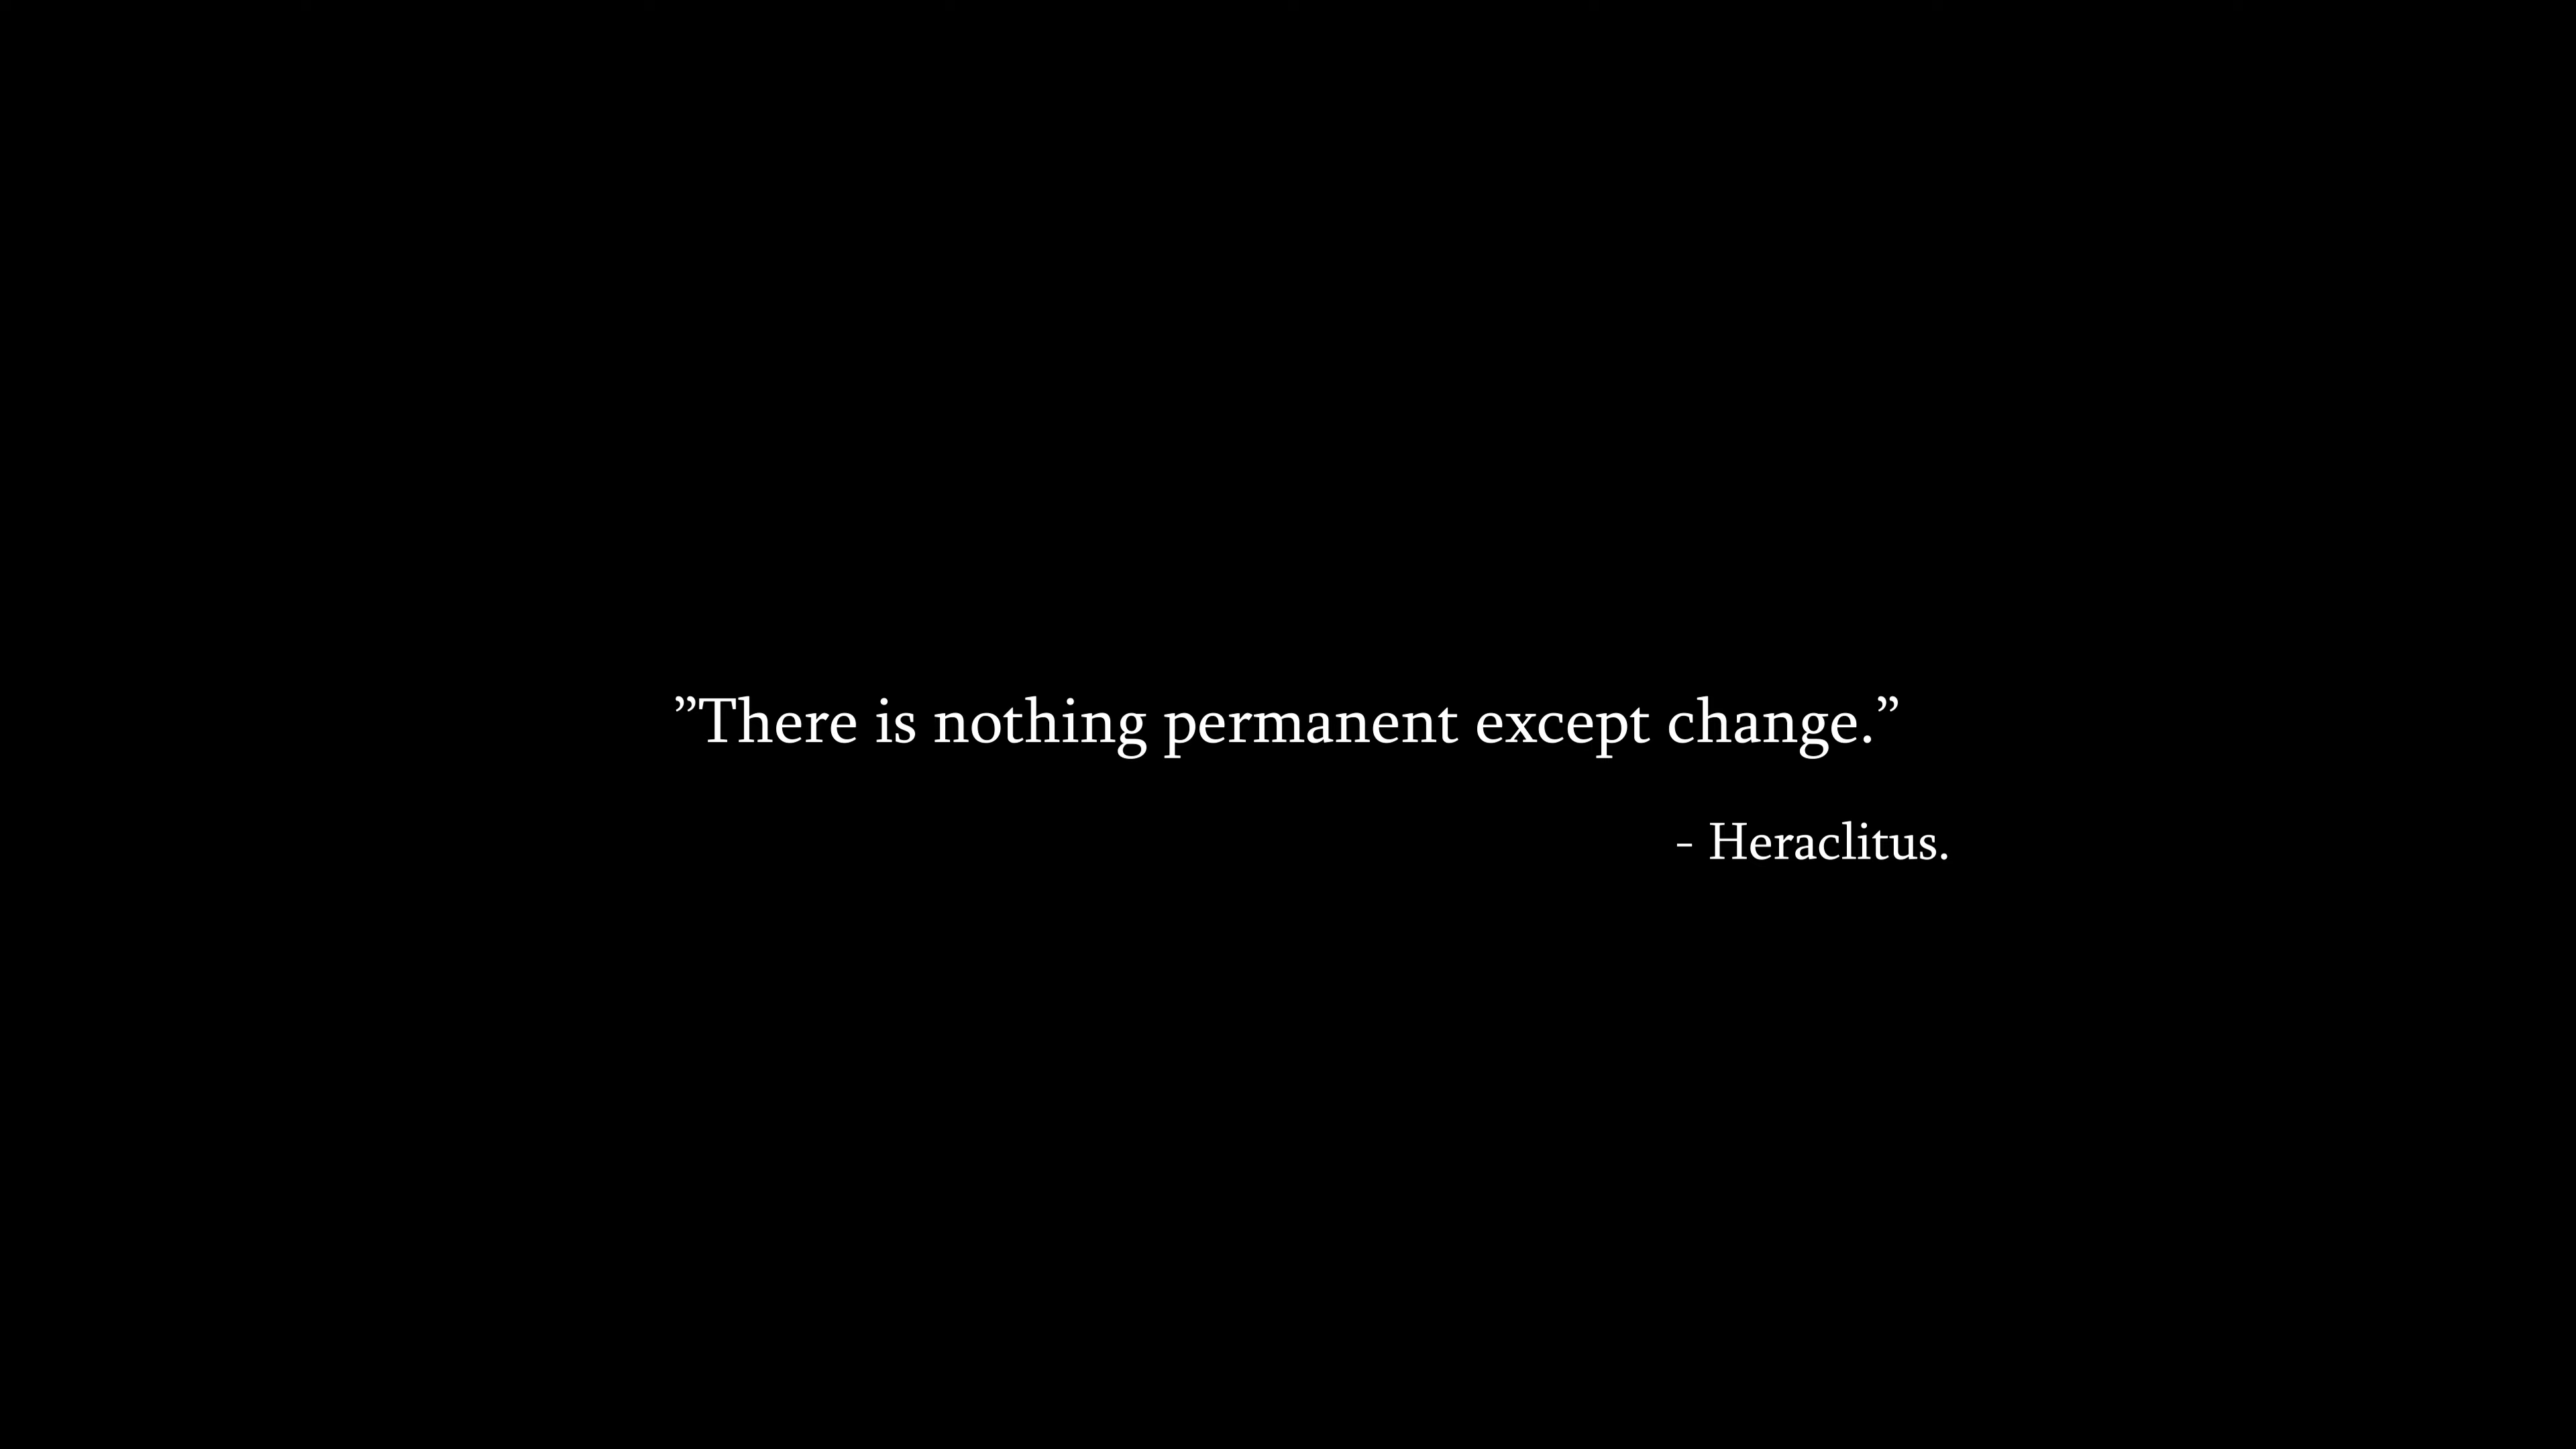 ”There is nothing permanent except change.”
- Heraclitus.